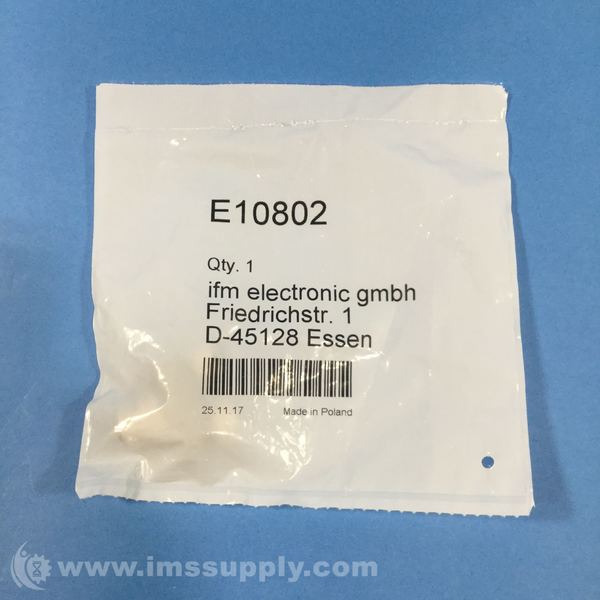 E10802
Qty. 1
ifm electronic gmbh
Friedrichstr. 1
D-45128 Essen
25.11.17 Made in Poland
www.imssupply.com